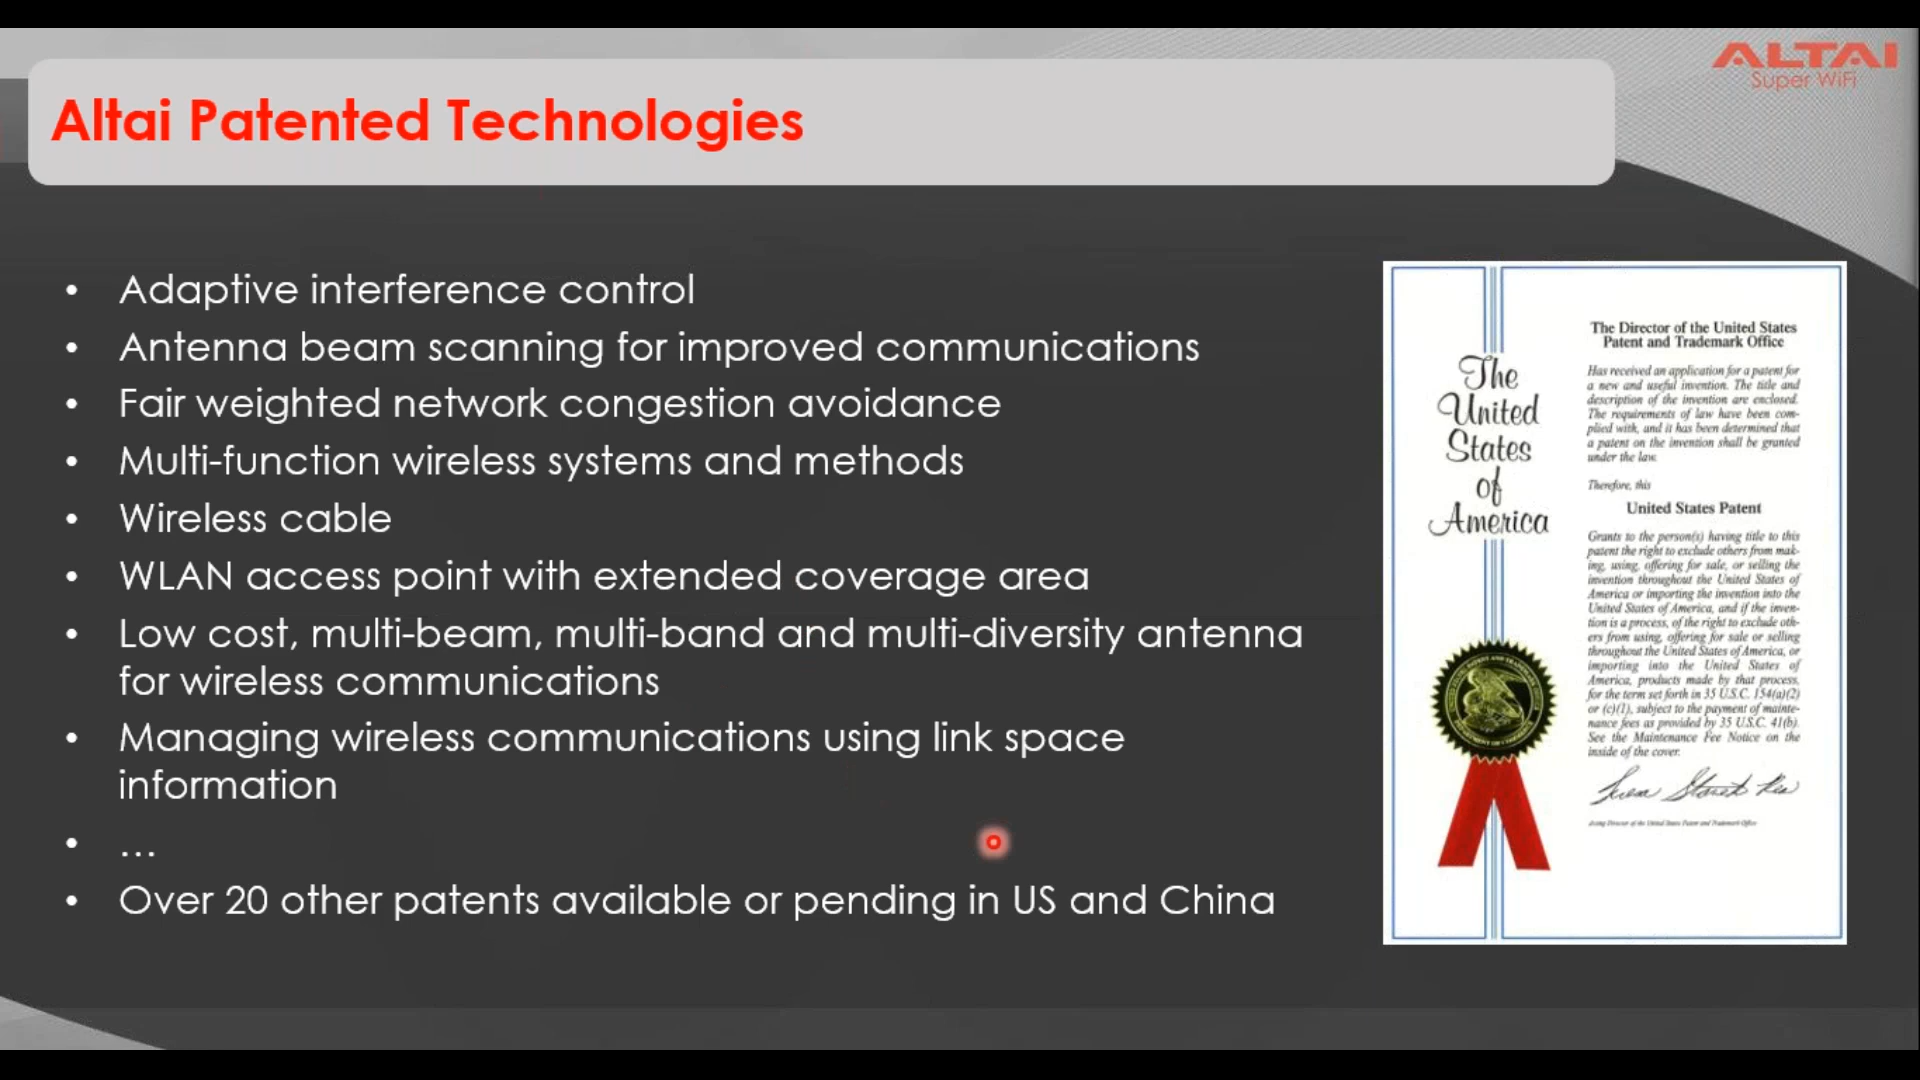 ALTAI
Super WiFi
Altai Patented Technologies
• Adaptive interference control
• Antenna beam scanning for improved communications
• Fair weighted network congestion avoidance
• Multi-function wireless systems and methods
• Wireless cable
• WLAN access point with extended coverage area
• Low cost, multi-beam, multi-band and multi-diversity antenna
for wireless communications
• Managing wireless communications using link space
information
• ...
• Over 20 other patents available or pending in US and China
The
United
States
of
America
The Director of the United States
Patent and Trademark Office
Has received an application for a patent for
a new and useful invention. The title and
description of the invention are enclosed.
The requirements of law have been com-
plied with, and it has been determined that
a patent on the invention shall be granted
under the law.
Therefore, this
United States Patent
Grants to the person(s) having title to this
patent the right to exclude others from mak-
ing, using, offering for sale, or selling the
invention throughout the United States of
America or importing the invention into the
United States of America, and if the inven-
tion is a process, of the right to exclude oth-
ers from using, offering for sale or selling
throughout the United States of America, or
importing into the United States of
America, products made by that process,
for the term set forth in 35 U.S.C. 154(a)(2)
or (c)(1), subject to the payment of mainte-
nance fees as provided by 35 U.S.C. 41(b).
See the Maintenance Fee Notice on the
inside of the cover.
Acting Director of the United States Patent and Trademark Office